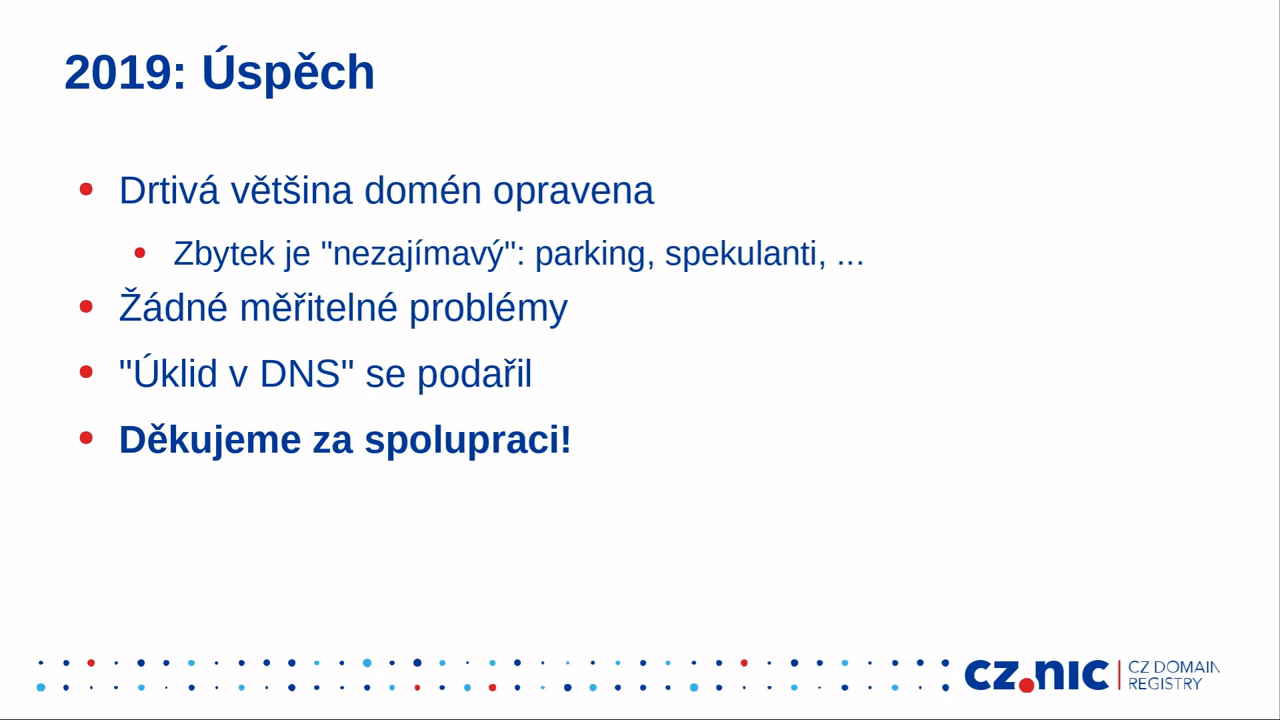 2019: Úspěch
Drtivá většina domén opravena
Zbytek je "nezajímavý": parking, spekulanti, ...
Žádné měřitelné problémy
"Úklid v DNS" se podařil
Děkujeme za spolupraci!
CZ.NIC
CZ DOMAIN
REGISTRY